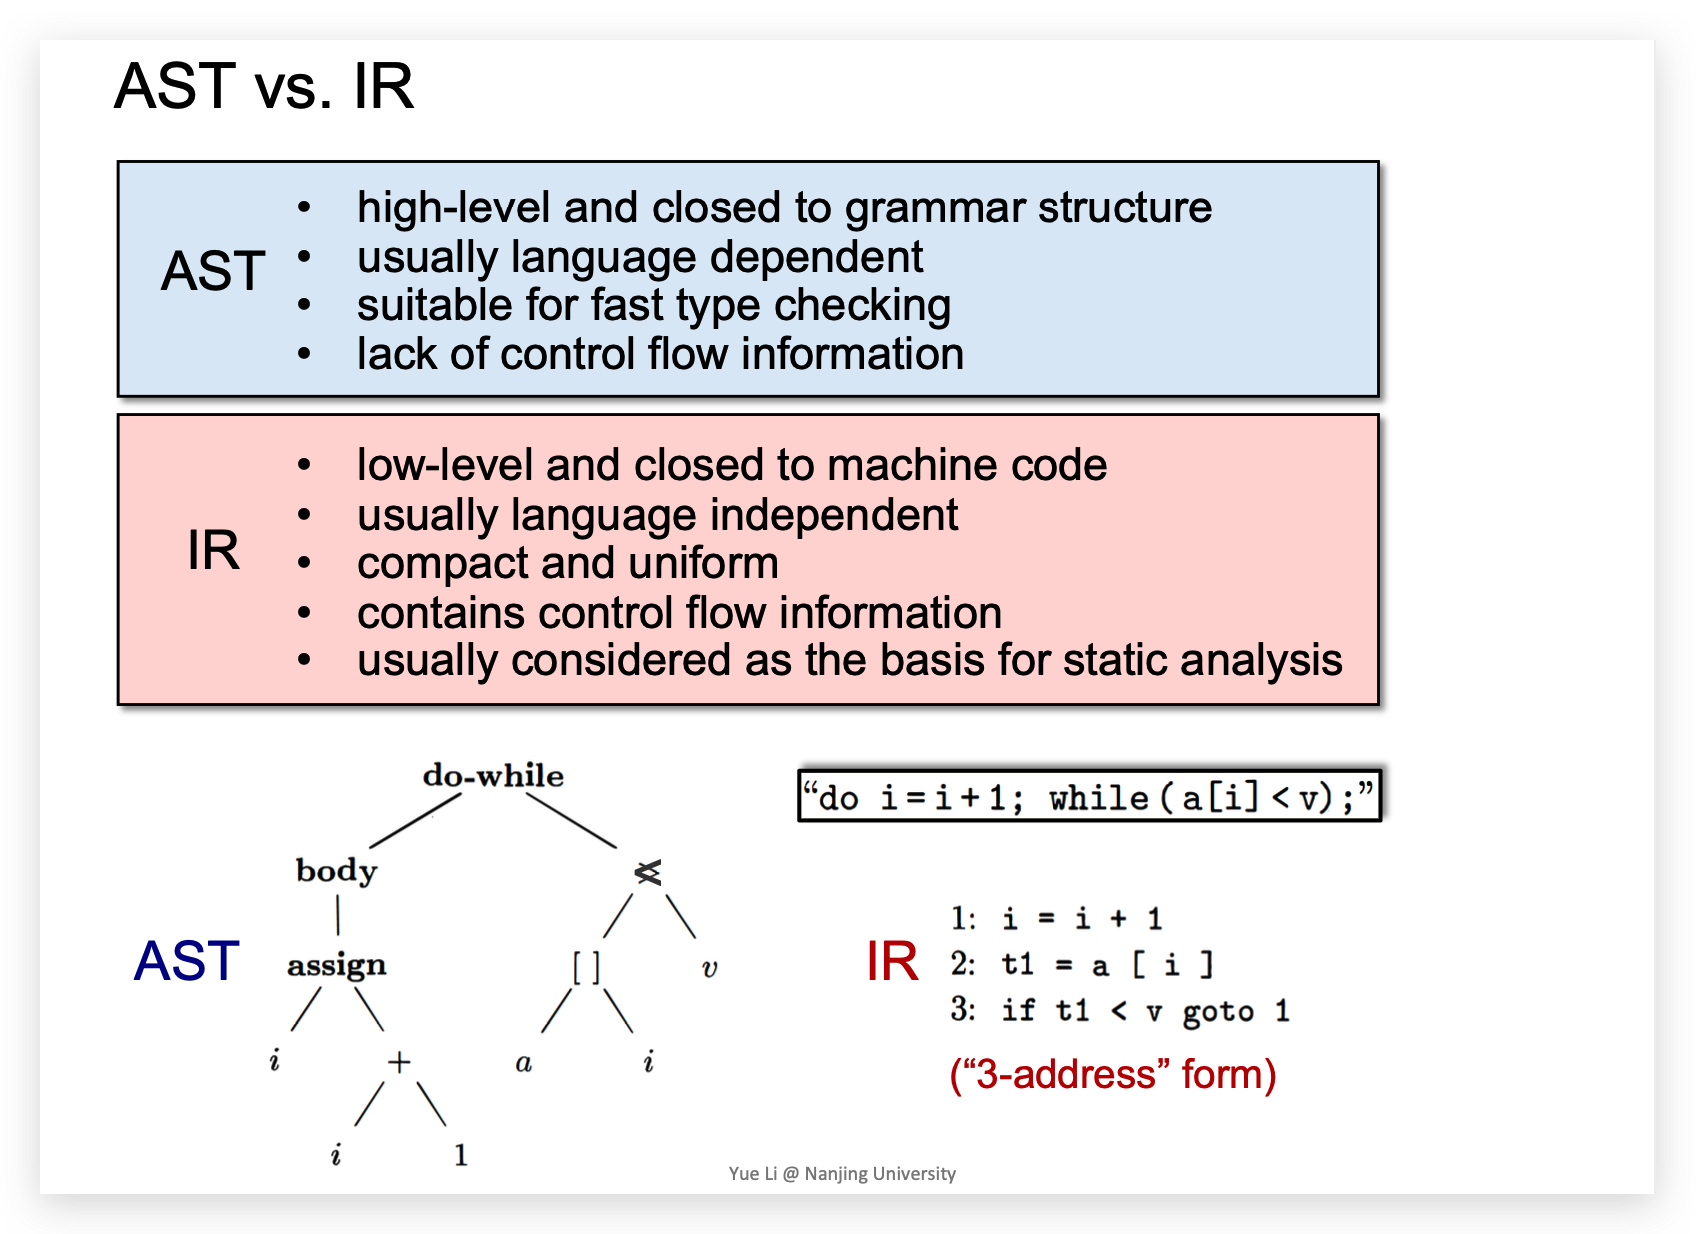 AST vs. IR
AST
• high-level and closed to grammar structure
• usually language dependent
• suitable for fast type checking
• lack of control flow information
IR
• low-level and closed to machine code
• usually language independent
• compact and uniform
• contains control flow information
• usually considered as the basis for static analysis
“do i=i+1; while(a[i]<v);”
AST
do-while
body <
assign [ ] v
i + a i
i 1
IR
1: i = i + 1
2: t1 = a [ i ]
3: if t1 < v goto 1
(“3-address” form)
Yue Li @ Nanjing University